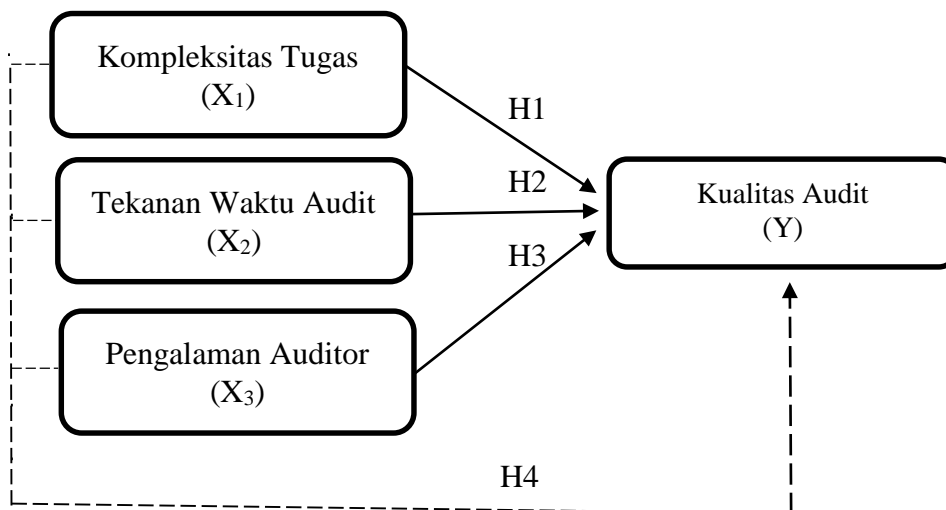 Kompleksitas Tugas
(X₁)
H1
Tekanan Waktu Audit
(X₂)
H2
Kualitas Audit
(Y)
H3
Pengalaman Auditor
(X₃)
H4